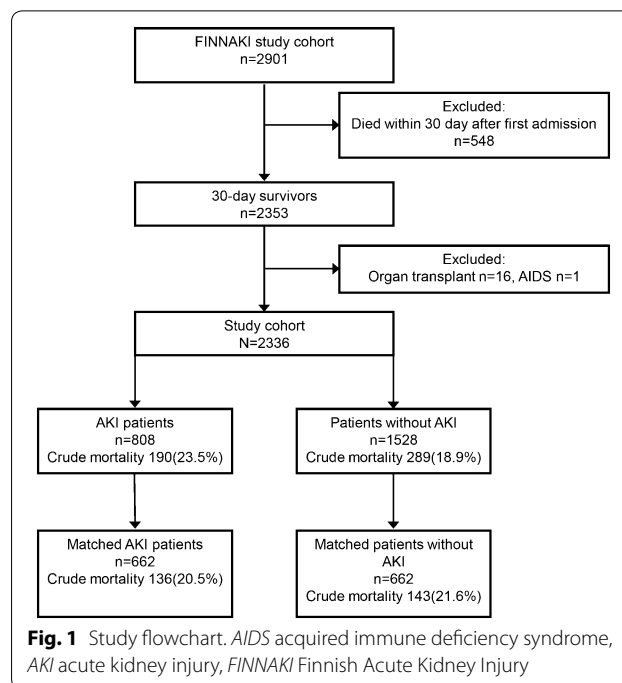 FINNAKI study cohort
n=2901
Excluded:
Died within 30 day after first admission
n=548
30-day survivors
n=2353
Excluded:
Organ transplant n=16, AIDS n=1
Study cohort
N=2336
AKI patients
n=808
Crude mortality 190(23.5%)
Patients without AKI
n=1528
Crude mortality 289(18.9%)
Matched AKI patients
n=662
Crude mortality 136(20.5%)
Matched patients without
AKI
n=662
Crude mortality 143(21.6%)
Fig. 1 Study flowchart. AIDS acquired immune deficiency syndrome,
AKI acute kidney injury, FINNAKI Finnish Acute Kidney Injury